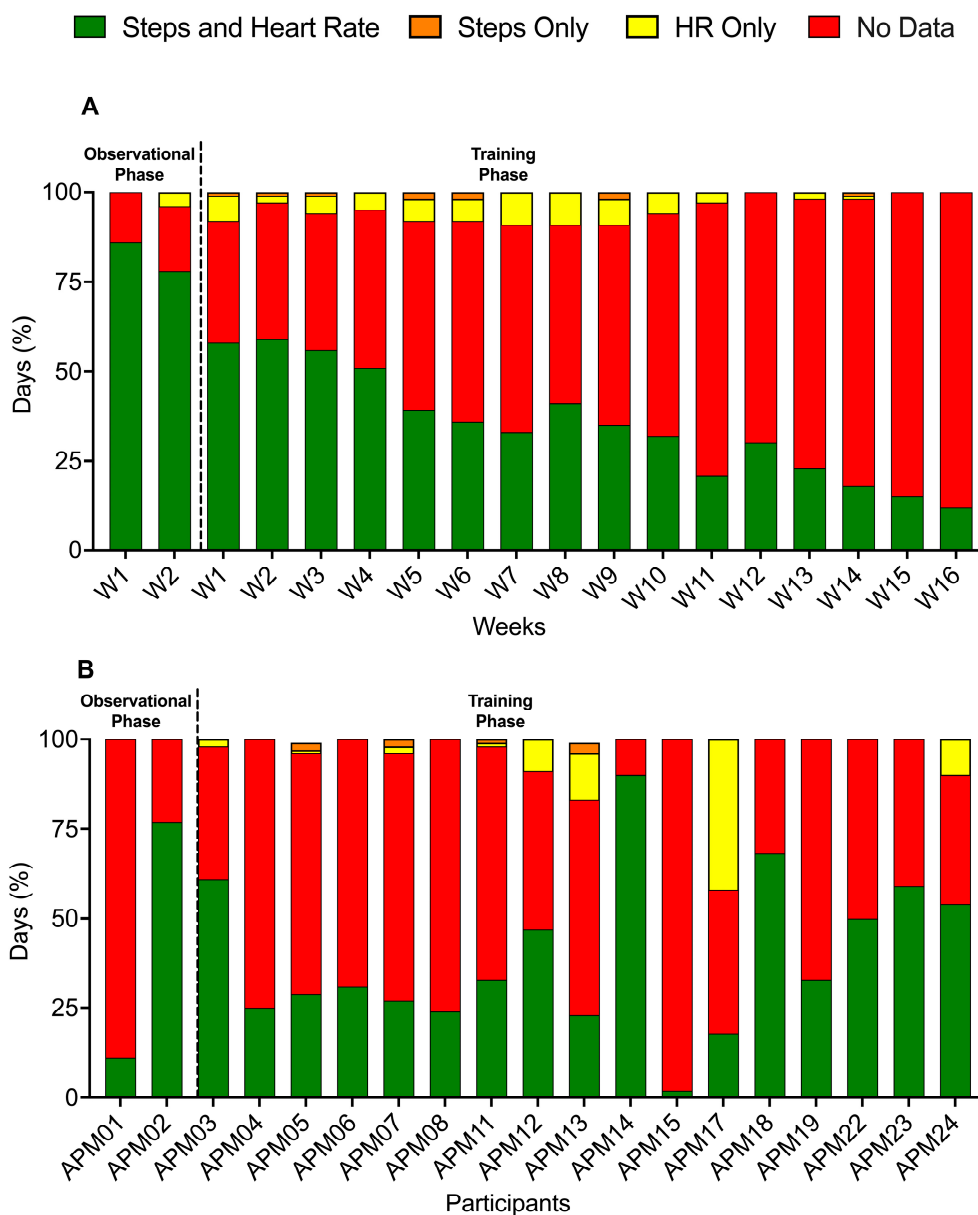 Steps and Heart Rate Steps Only HR Only No Data
A
Observational
Phase
Training
Phase
100
75
50
25
0
Days (%)
W1 W2 W1 W2 W3 W4 W5 W6 W7 W8 W9 W10 W11 W12 W13 W14 W15 W16
Weeks
B
Observational
Phase
Training
Phase
100
75
50
25
0
Days (%)
APM01 APM02 APM03 APM04 APM05 APM06 APM07 APM08 APM11 APM12 APM13 APM14 APM15 APM17 APM18 APM19 APM22 APM23 APM24
Participants